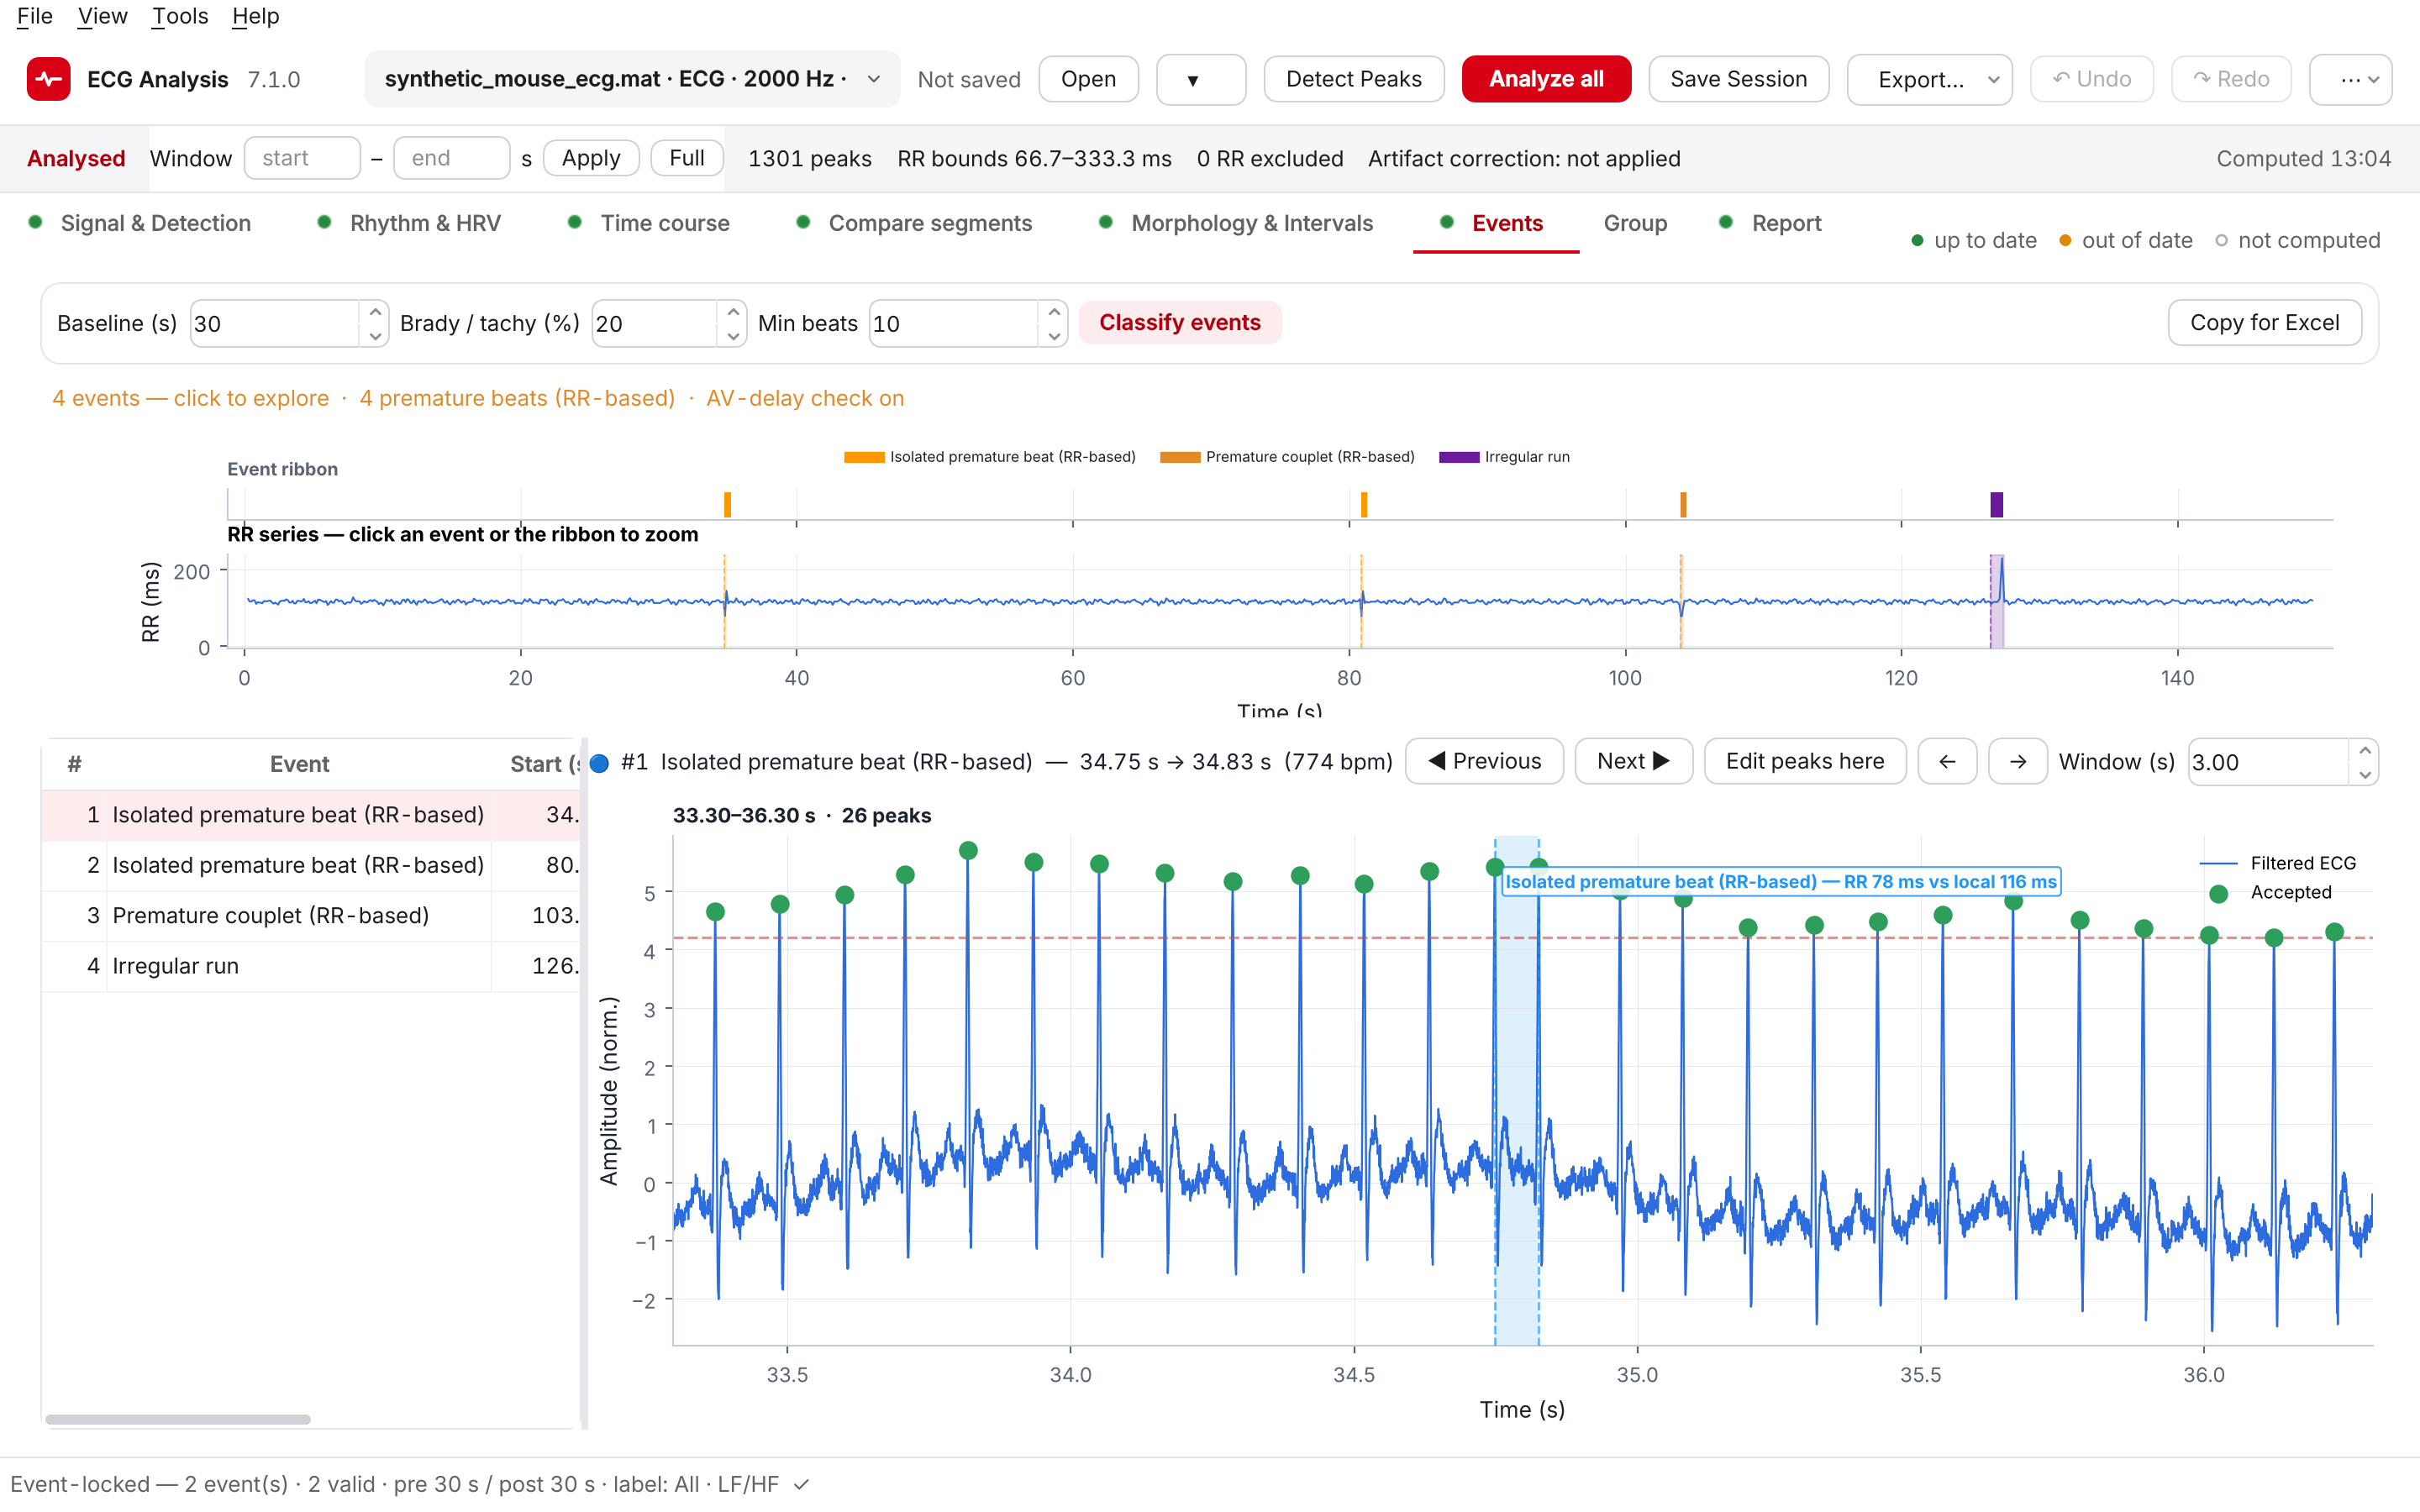 File View Tools Help
ECG Analysis 7.1.0 synthetic_mouse_ecg.mat · ECG · 2000 Hz · Not saved Open ▼ Detect Peaks Analyze all Save Session Export... ↶ Undo ↷ Redo ...
Analysed Window start – end s Apply Full 1301 peaks RR bounds 66.7–333.3 ms 0 RR excluded Artifact correction: not applied Computed 13:04
Signal & Detection Rhythm & HRV Time course Compare segments Morphology & Intervals Events Group Report
up to date out of date not computed
Baseline (s) 30 Brady / tachy (%) 20 Min beats 10 Classify events Copy for Excel
4 events — click to explore · 4 premature beats (RR-based) · AV-delay check on
Isolated premature beat (RR-based) Premature couplet (RR-based) Irregular run
Event ribbon
RR series — click an event or the ribbon to zoom
RR (ms)
200
0
0 20 40 60 80 100 120 140
Time (s)
# Event Start (s
1 Isolated premature beat (RR-based) 34.
2 Isolated premature beat (RR-based) 80.
3 Premature couplet (RR-based) 103.
4 Irregular run 126.
#1 Isolated premature beat (RR-based) — 34.75 s → 34.83 s (774 bpm) ◀ Previous Next ▶ Edit peaks here ← → Window (s) 3.00
33.30–36.30 s · 26 peaks
Filtered ECG
Accepted
Isolated premature beat (RR-based) — RR 78 ms vs local 116 ms
Amplitude (norm.)
5
4
3
2
1
0
−1
−2
33.5 34.0 34.5 35.0 35.5 36.0
Time (s)
Event-locked — 2 event(s) · 2 valid · pre 30 s / post 30 s · label: All · LF/HF ✓